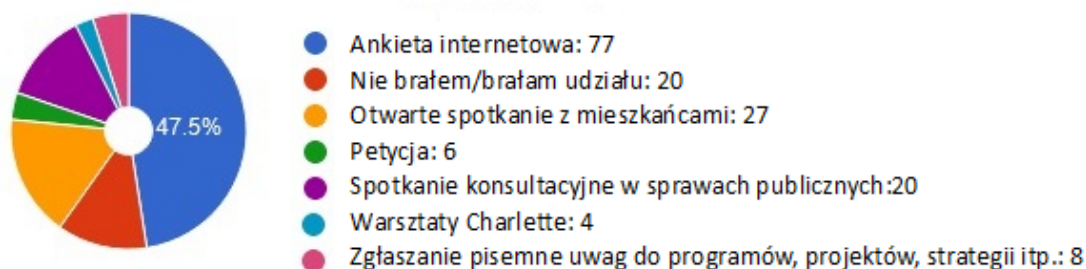 47.5%
Ankieta internetowa: 77
Nie brałem/brałam udziału: 20
Otwarte spotkanie z mieszkańcami: 27
Petycja: 6
Spotkanie konsultacyjne w sprawach publicznych:20
Warsztaty Charlette: 4
Zgłaszanie pisemne uwag do programów, projektów, strategii itp.: 8